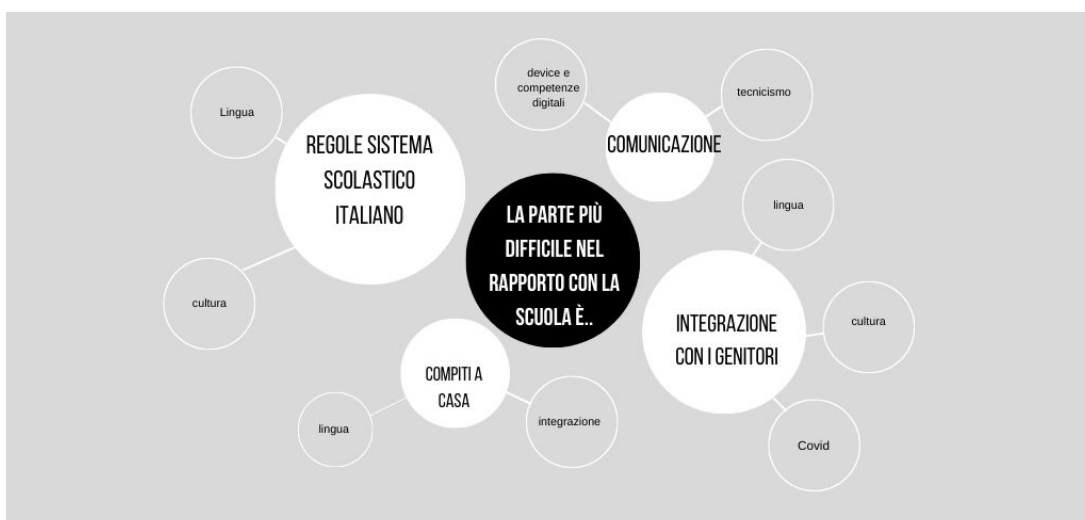 Lingua
REGOLE SISTEMA
SCOLASTICO
ITALIANO
cultura
device e
competenze
digitali
COMUNICAZIONE
tecnicismo
LA PARTE PIÙ
DIFFICILE NEL
RAPPORTO CON LA
SCUOLA È..
lingua
INTEGRAZIONE
CON I GENITORI
cultura
Covid
COMPITI A
CASA
lingua
integrazione